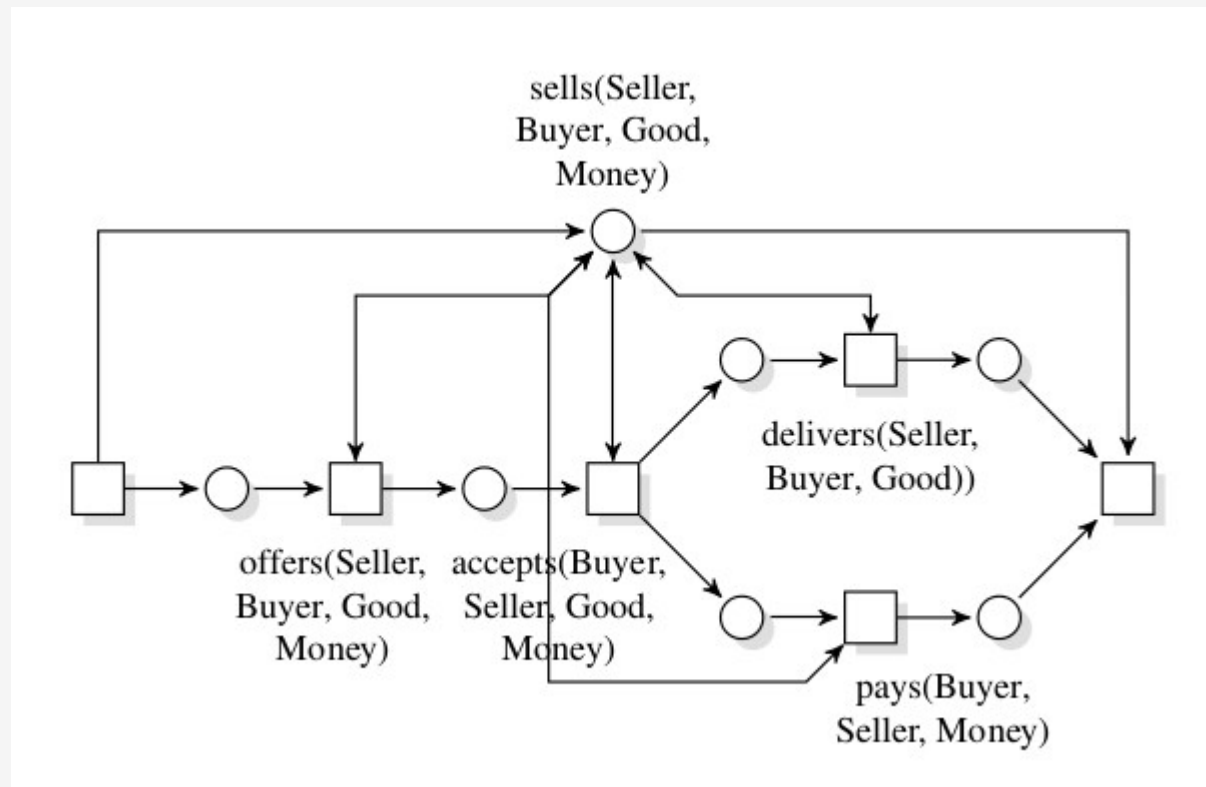 sells(Seller,
Buyer, Good,
Money)
delivers(Seller,
Buyer, Good))
offers(Seller,
Buyer, Good,
Money)
accepts(Buyer,
Seller, Good,
Money)
pays(Buyer,
Seller, Money)